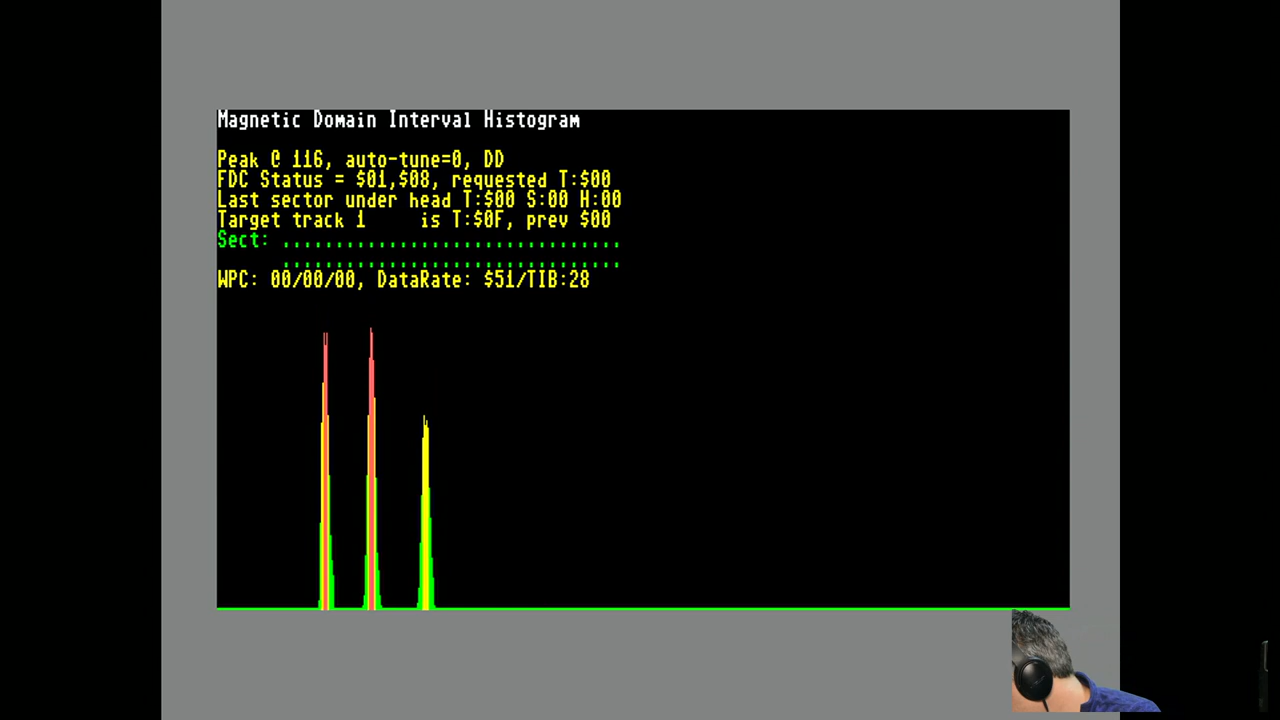 Magnetic Domain Interval Histogram
Peak @ 116, auto-tune=0, DD
FDC Status = $01,$08, requested T:$00
Last sector under head T:$00 S:00 H:00
Target track 1     is T:$0F, prev $00
Sect: ................................
................................
WPC: 00/00/00, DataRate: $51/TIB:28